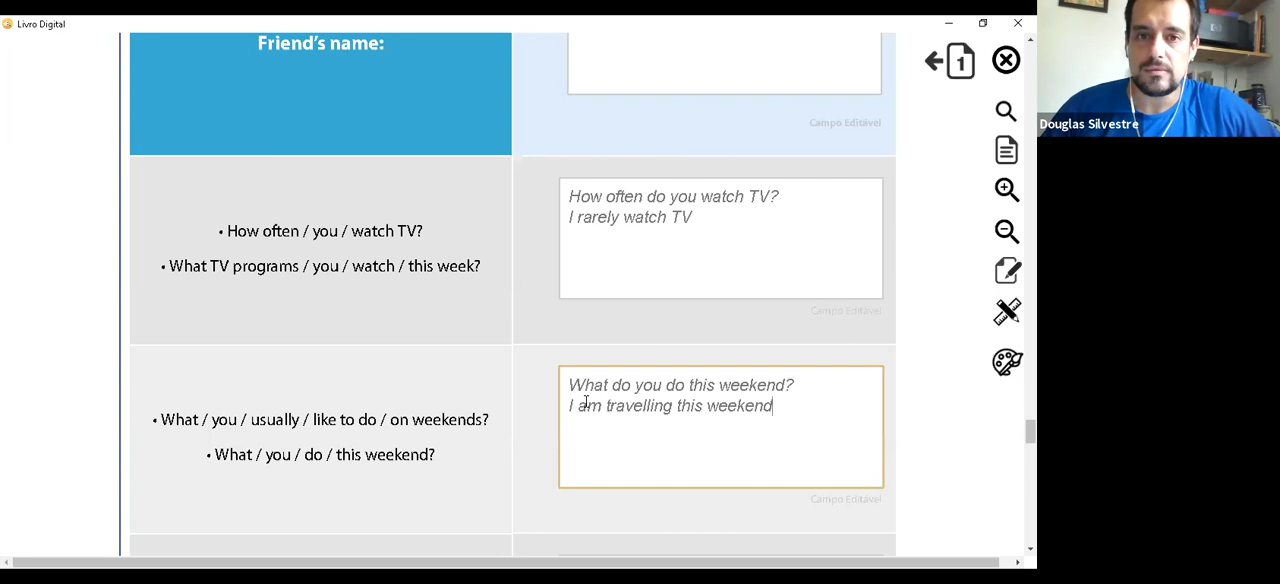 Livro Digital
Friend's name:
Campo Editável
1
Douglas Silvestre
• How often / you / watch TV?
• What TV programs / you / watch / this week?
How often do you watch TV?
I rarely watch TV
Campo Editável
• What / you / usually / like to do / on weekends?
• What / you / do / this weekend?
What do you do this weekend?
I am travelling this weekend
Campo Editável